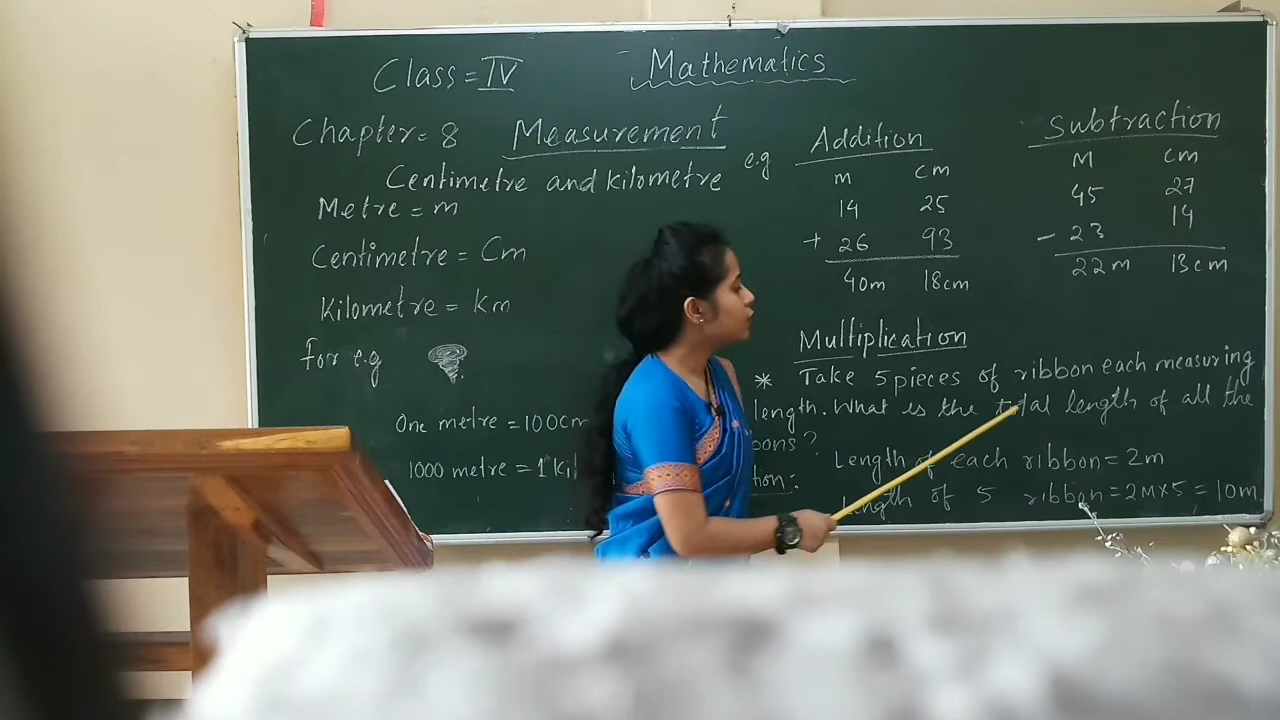 Class = IV
Mathematics
Chapter = 8 Measurement
Centimetre and kilometre
Metre = m
Centimetre = Cm
Kilometre = km
for e.g
One metre = 100cm
1000 metre = 1 kil
e.g Addition
m cm
14 25
+ 26 93
40m 18cm
Subtraction
M cm
45 27
- 23 14
22m 13cm
Multiplication
* Take 5 pieces of ribbon each measuring
length. What is the total length of all the
bons?
tion:
Length of each ribbon = 2m
Length of 5 ribbon = 2M×5 = 10m